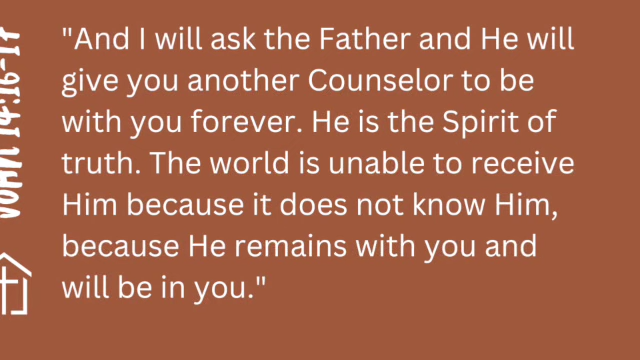 JOHN 14:16-17
"And I will ask the Father and He will
give you another Counselor to be
with you forever. He is the Spirit of
truth. The world is unable to receive
Him because it does not know Him,
because He remains with you and
will be in you."